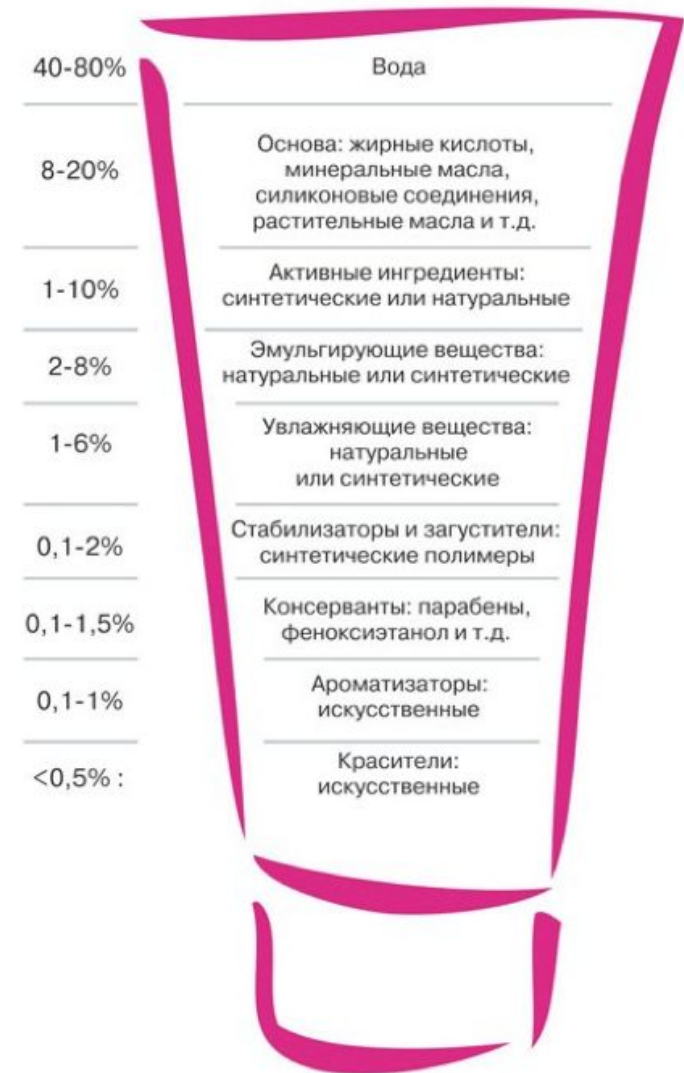 40-80%
Вода
8-20%
Основа: жирные кислоты,
минеральные масла,
силиконовые соединения,
растительные масла и т.д.
1-10%
Активные ингредиенты:
синтетические или натуральные
2-8%
Эмульгирующие вещества:
натуральные или синтетические
1-6%
Увлажняющие вещества:
натуральные
или синтетические
0,1-2%
Стабилизаторы и загустители:
синтетические полимеры
0,1-1,5%
Консерванты: парабены,
феноксиэтанол и т.д.
0,1-1%
Ароматизаторы:
искусственные
<0,5% :
Красители:
искусственные